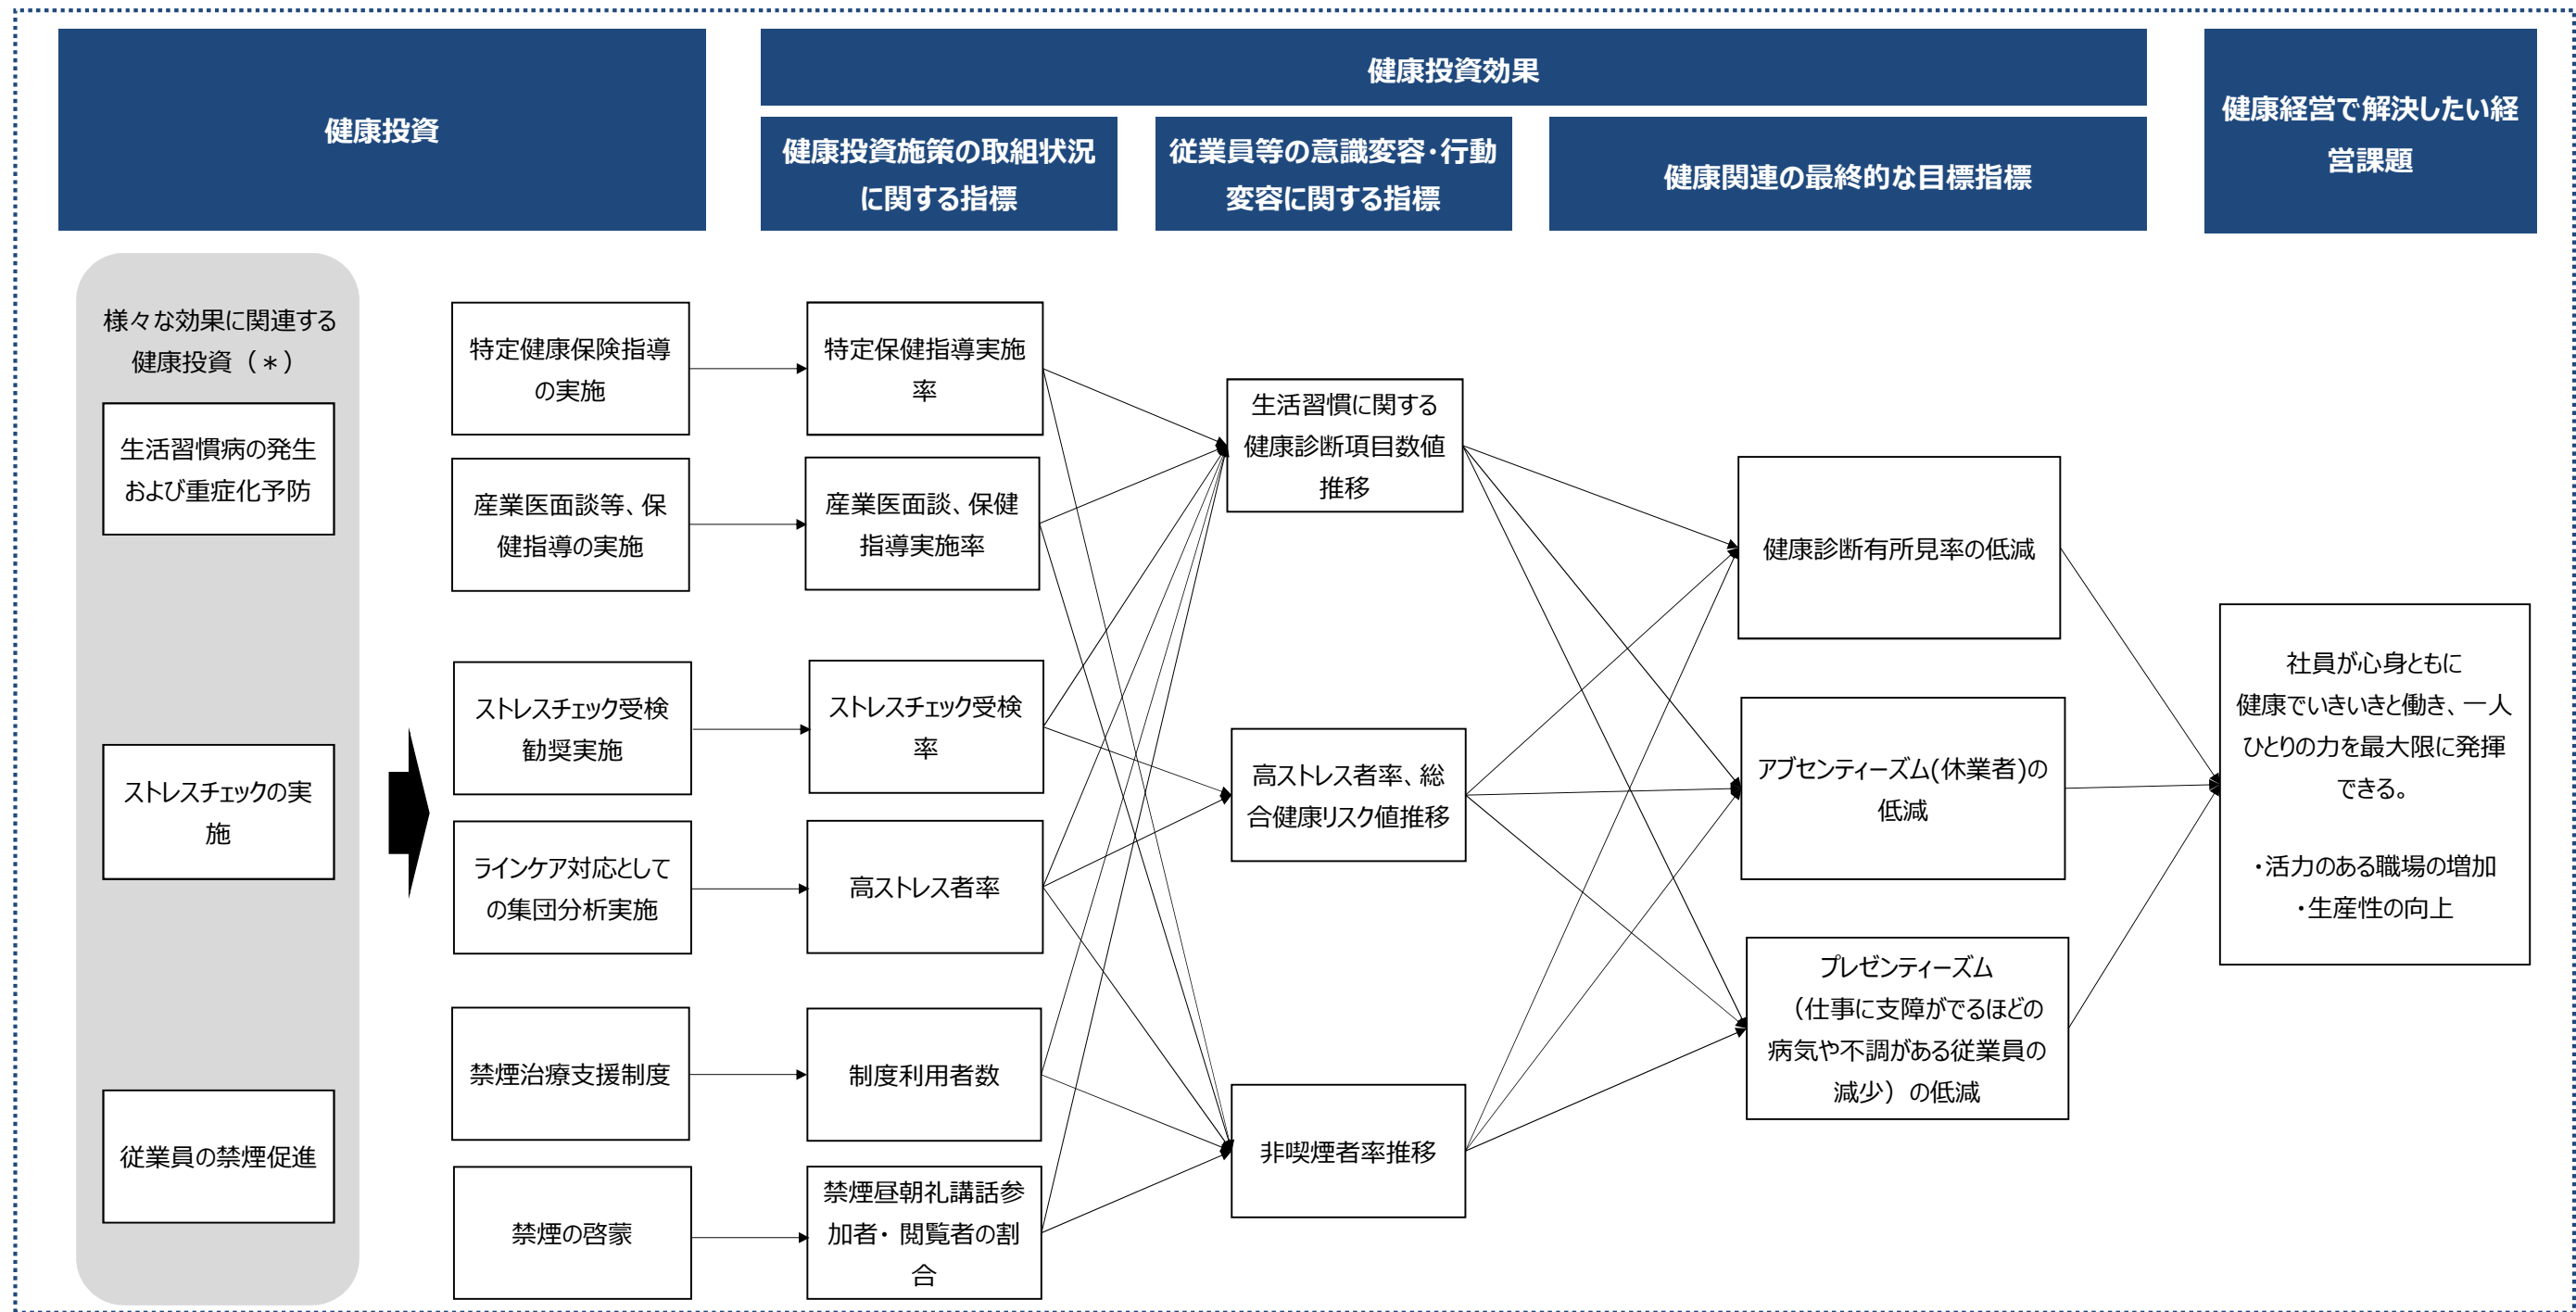 健康投資
健康投資効果
健康投資施策の取組状況
に関する指標
従業員等の意識変容・行動
変容に関する指標
健康関連の最終的な目標指標
健康経営で解決したい経
営課題
様々な効果に関連する
健康投資（＊）
生活習慣病の発生
および重症化予防
ストレスチェックの実
施
従業員の禁煙促進
特定健康保険指導
の実施
産業医面談等、保
健指導の実施
ストレスチェック受検
勧奨実施
ラインケア対応として
の集団分析実施
禁煙治療支援制度
禁煙の啓蒙
特定保健指導実施
率
産業医面談、保健
指導実施率
ストレスチェック受検
率
高ストレス者率
制度利用者数
禁煙昼朝礼講話参
加者・ 閲覧者の割
合
生活習慣に関する
健康診断項目数値
推移
高ストレス者率、総
合健康リスク値推移
非喫煙者率推移
健康診断有所見率の低減
アブセンティーズム(休業者)の
低減
プレゼンティーズム
（仕事に支障がでるほどの
病気や不調がある従業員の
減少）の低減
社員が心身ともに
健康でいきいきと働き、一人
ひとりの力を最大限に発揮
できる。
・活力のある職場の増加
・生産性の向上